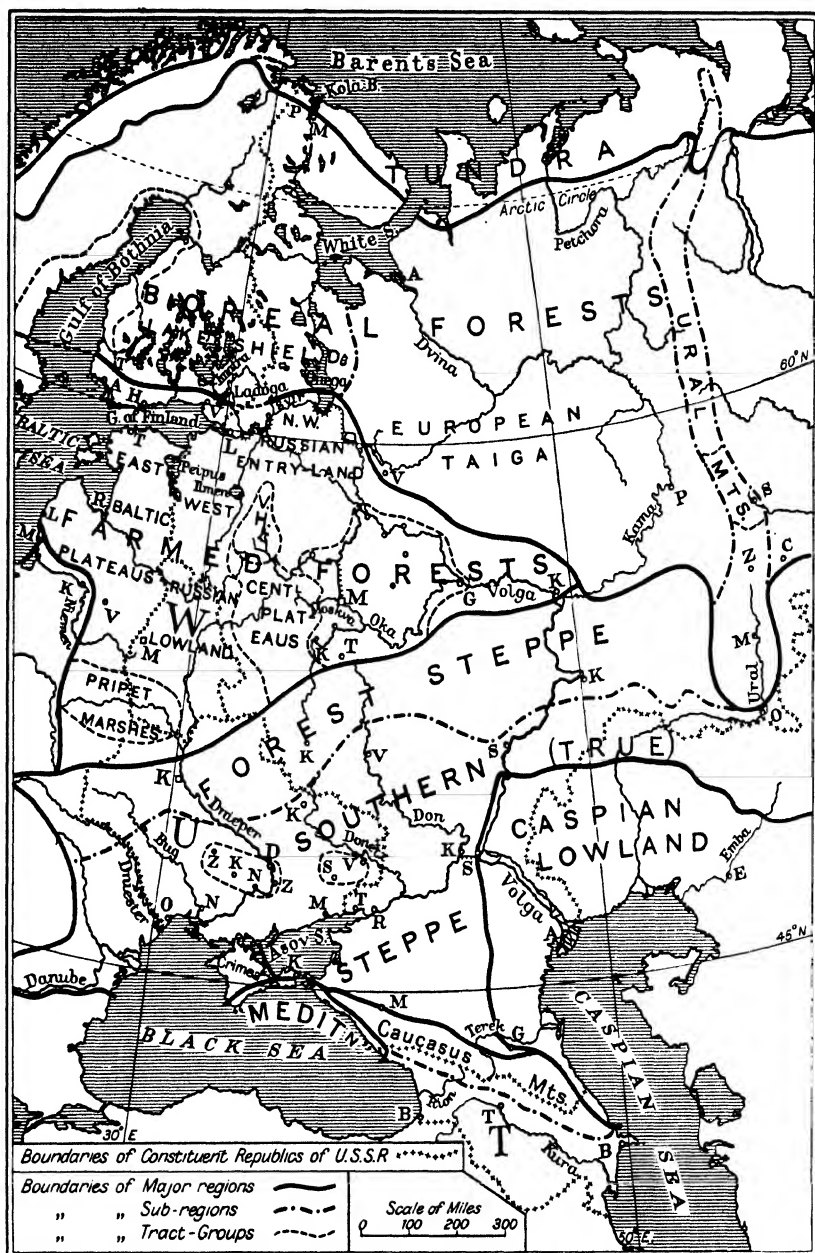 Barents Sea
Kola B.
P
M
TUNDRA
Arctic Circle
Petchora
White S.
A
Gulf of Bothnia
BOREAL FORESTS
URAL MTS
Dvina
60°N
Ladoga
Onega
T
A H
V
G. of Finland
L
N.W.
RUSSIAN
ENTRY-LAND
EUROPEAN
TAIGA
V
BALTIC
SEA
T
EAST
BALTIC
Peipus
Ilmen
WEST
R
L
M
FARMED FORESTS
PLATEAUS
RUSSIAN
LOWLAND
CENTL
PLAT
EAUS
Kama
P
S
Z
C
K
Niemen
V
W
M
Moskva
M
Oka
G
Volga
K
K
T
M
Ural
O
PRIPET
MARSHES
FOREST STEPPE
K
K
K
V
S
SOUTHERN
(TRUE)
STEPPE
K
Dnieper
Don
Donetz
CASPIAN
LOWLAND
Emba
E
U
Bug
Dniester
Z K N
D
Z
S V
K
S
Volga
A
O
N
M
T
R
45°N
Danube
Crimea
Asov S.
K
M
MEDITN.
BLACK SEA
Caucasus
Mts.
Terek
G
CASPIAN SEA
Rion
B
T
T
Kura
B
30°E
50°E.
Boundaries of Constituent Republics of U.S.S.R
Boundaries of Major regions
„ „ Sub-regions
„ „ Tract-Groups
Scale of Miles
0 100 200 300